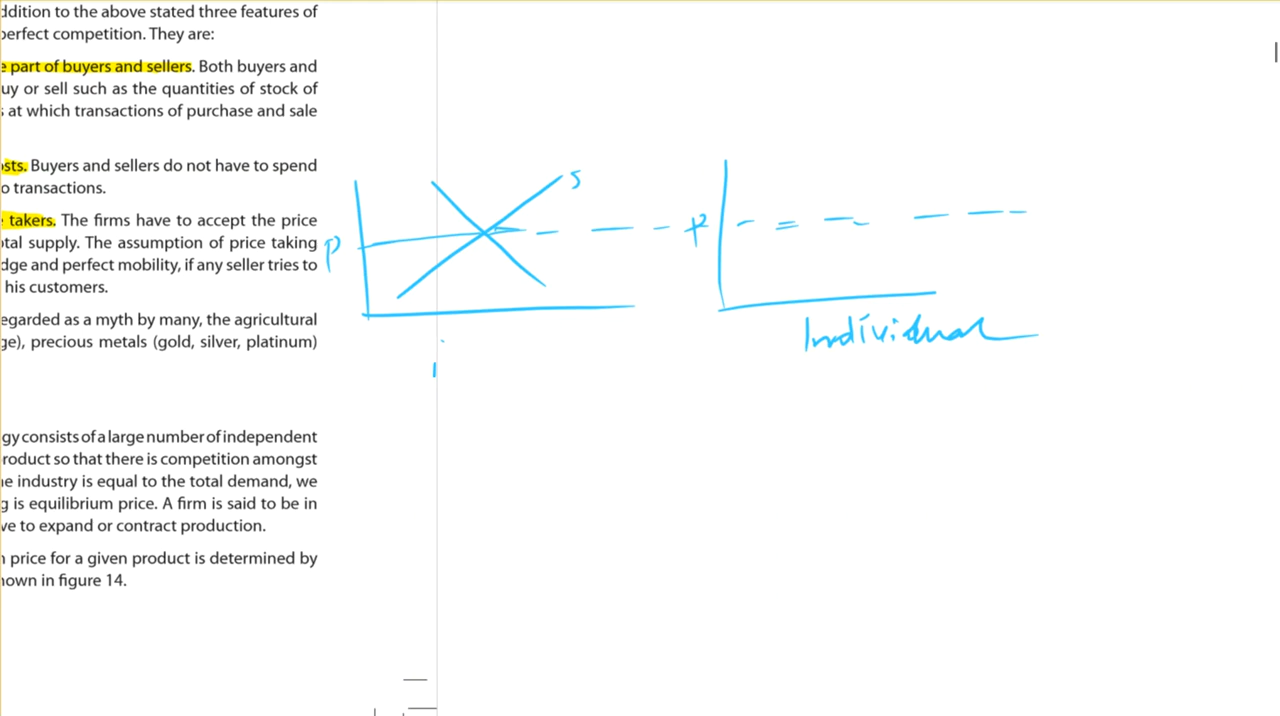 ddition to the above stated three features of
perfect competition. They are:
e part of buyers and sellers. Both buyers and
uy or sell such as the quantities of stock of
s at which transactions of purchase and sale
osts. Buyers and sellers do not have to spend
o transactions.
e takers. The firms have to accept the price
otal supply. The assumption of price taking
dge and perfect mobility, if any seller tries to
his customers.
egarded as a myth by many, the agricultural
ge), precious metals (gold, silver, platinum)
gy consists of a large number of independent
roduct so that there is competition amongst
ne industry is equal to the total demand, we
g is equilibrium price. A firm is said to be in
ve to expand or contract production.
n price for a given product is determined by
hown in figure 14.
S
P
P
Individual
i